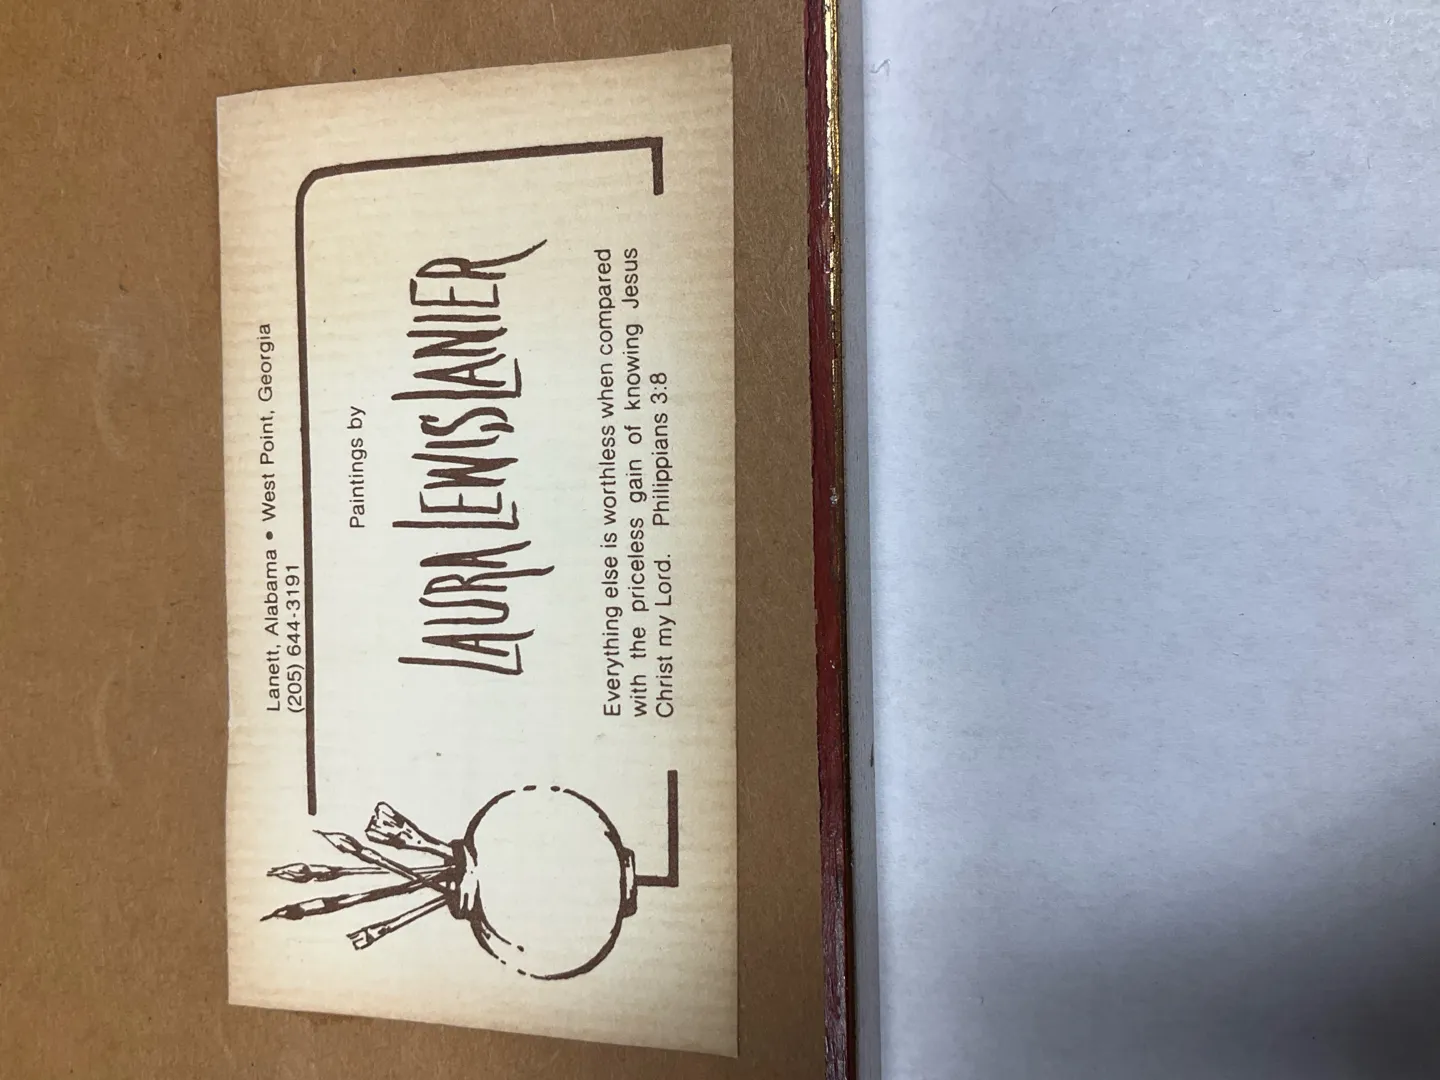 Lanett, Alabama • West Point, Georgia
(205) 644-3191
Paintings by
LAURA LEWIS LANIER
Everything else is worthless when compared
with the priceless gain of knowing Jesus
Christ my Lord. Philippians 3:8